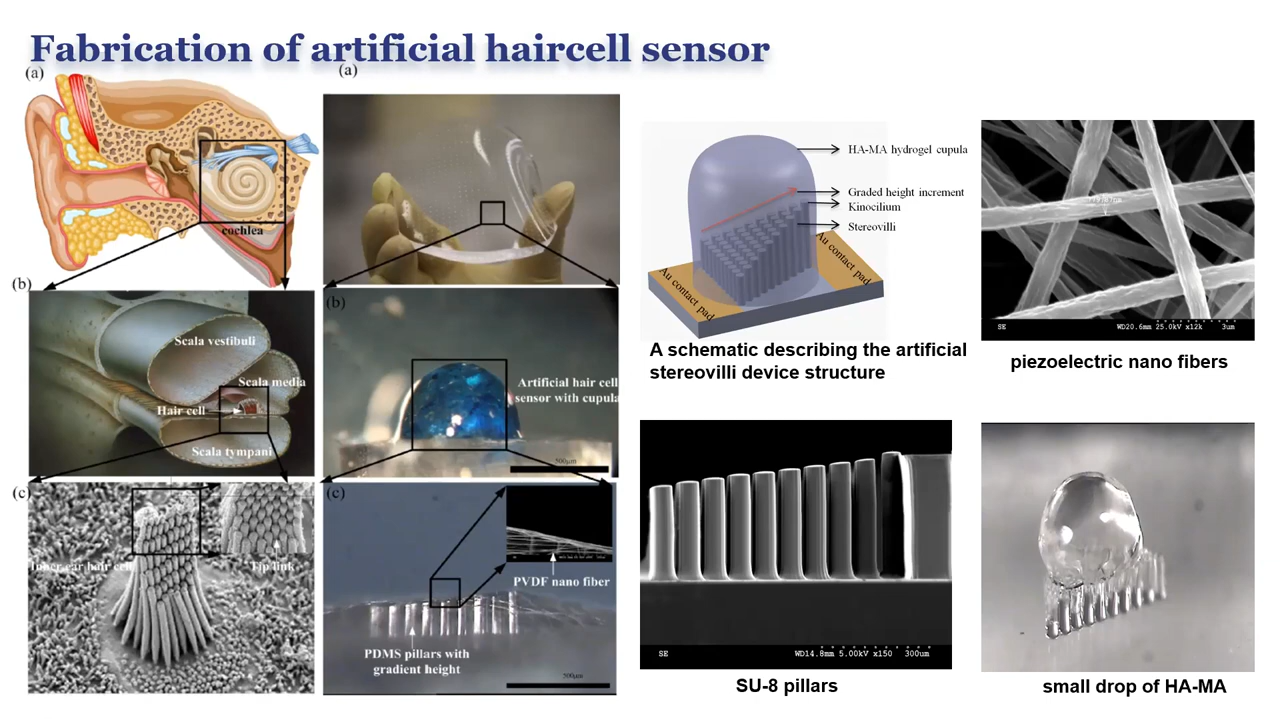 Fabrication of artificial haircell sensor
(a)
cochlea
(b)
Scala vestibuli
Scala media
Hair cell
Scala tympani
(c)
Inner ear hair cell
Tip link
(a)
(b)
Artificial hair cell
sensor with cupula
500μm
(c)
PVDF nano fiber
PDMS pillars with
gradient height
500μm
HA-MA hydrogel cupula
Graded height increment
Kinocilium
Stereovilli
Au contact pad
Au contact pad
A schematic describing the artificial
stereovilli device structure
SE WD20.6mm 25.0kV x12k 3um
piezoelectric nano fibers
SE WD14.8mm 5.00kV x150 300um
SU-8 pillars
small drop of HA-MA